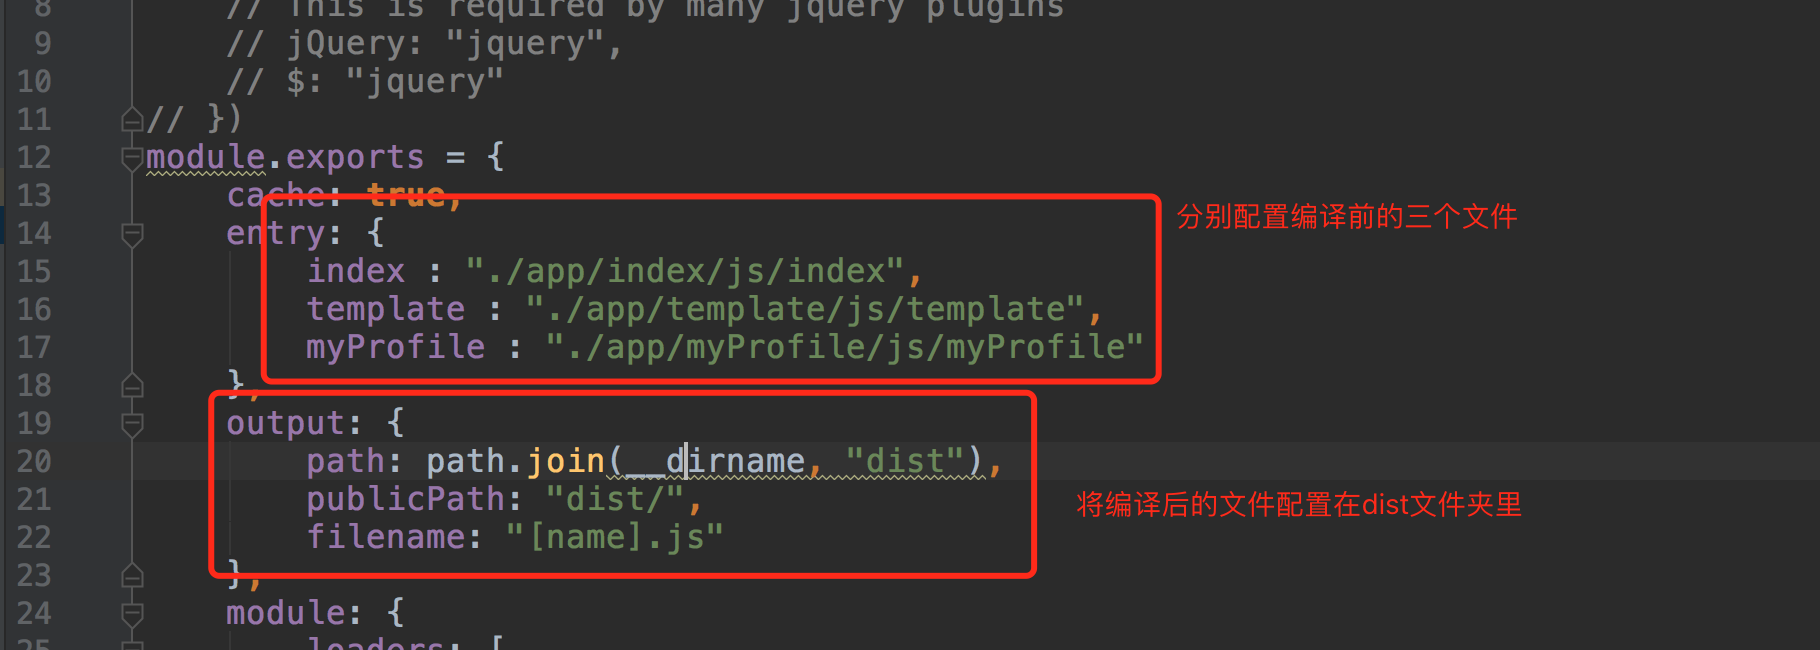 8 // This is required by many jquery plugins
9 // jQuery: "jquery",
10 // $: "jquery"
11 // })
12 module.exports = {
13 cache: true,
分别配置编译前的三个文件
14 entry: {
15 index : "./app/index/js/index",
16 template : "./app/template/js/template",
17 myProfile : "./app/myProfile/js/myProfile"
18 },
19 output: {
20 path: path.join(__dirname, "dist"),
21 publicPath: "dist/",
将编译后的文件配置在dist文件夹里
22 filename: "[name].js"
23 },
24 module: {
25 loaders: [